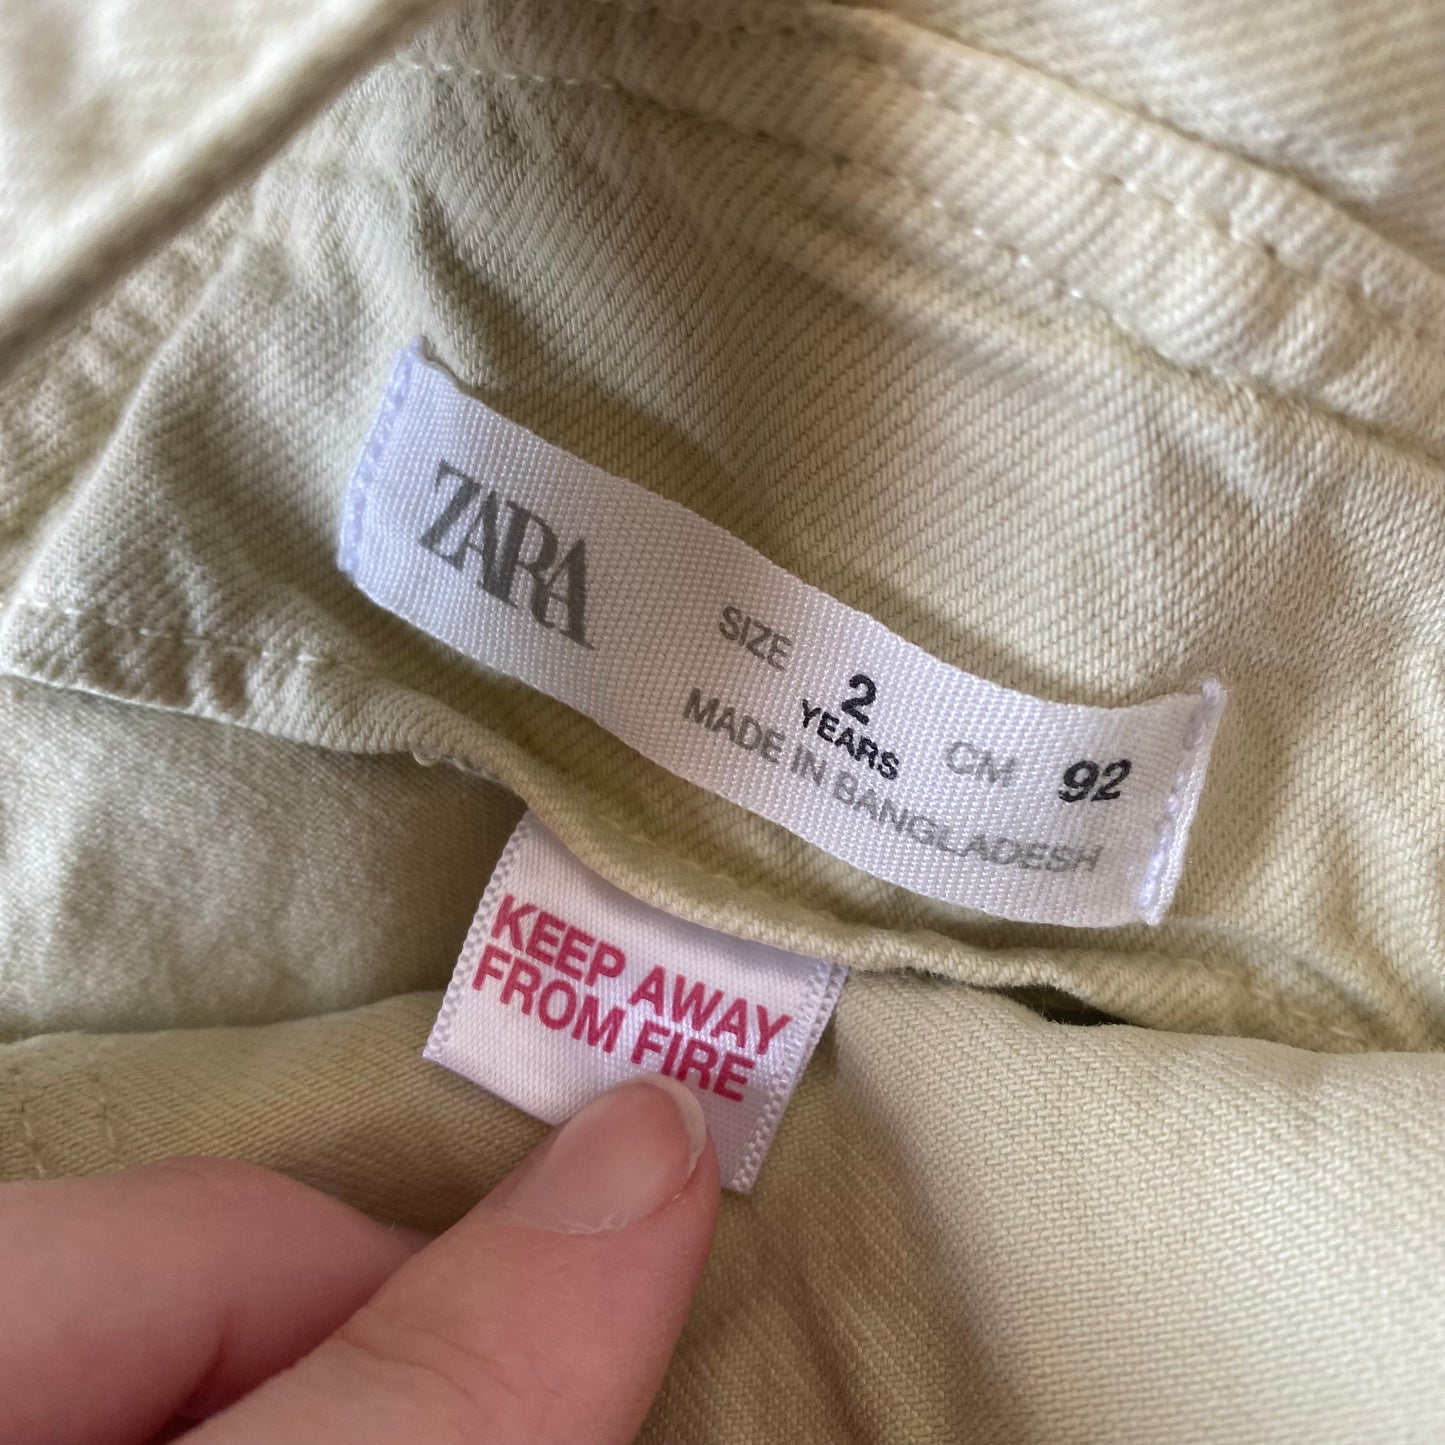 ZARA
SIZE 2 YEARS CM 92
MADE IN BANGLADESH
KEEP AWAY
FROM FIRE